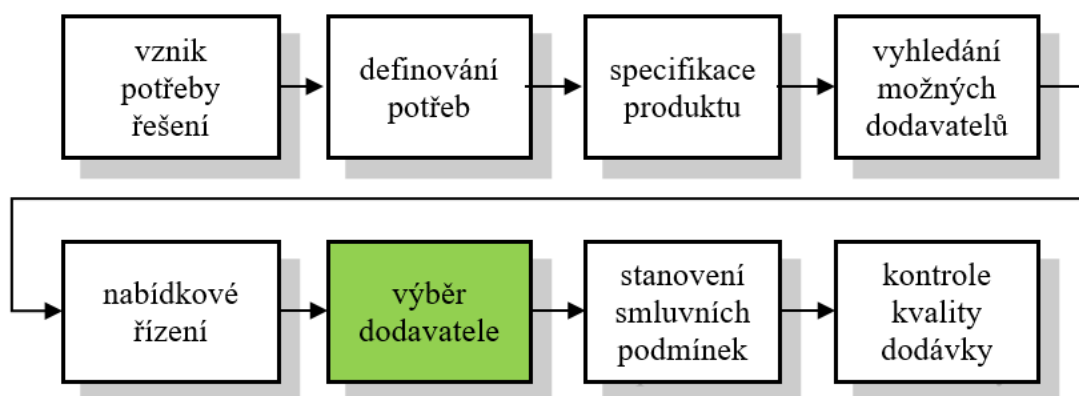 vznik
potřeby
řešení
definování
potřeb
specifikace
produktu
vyhledání
možných
dodavatelů
nabídkové
řízení
výběr
dodavatele
stanovení
smluvních
podmínek
kontrole
kvality
dodávky